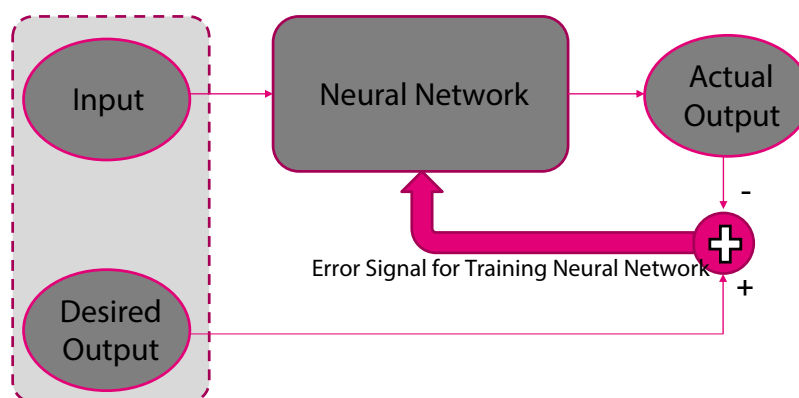 Input
Neural Network
Actual
Output
-
Error Signal for Training Neural Network
+
Desired
Output